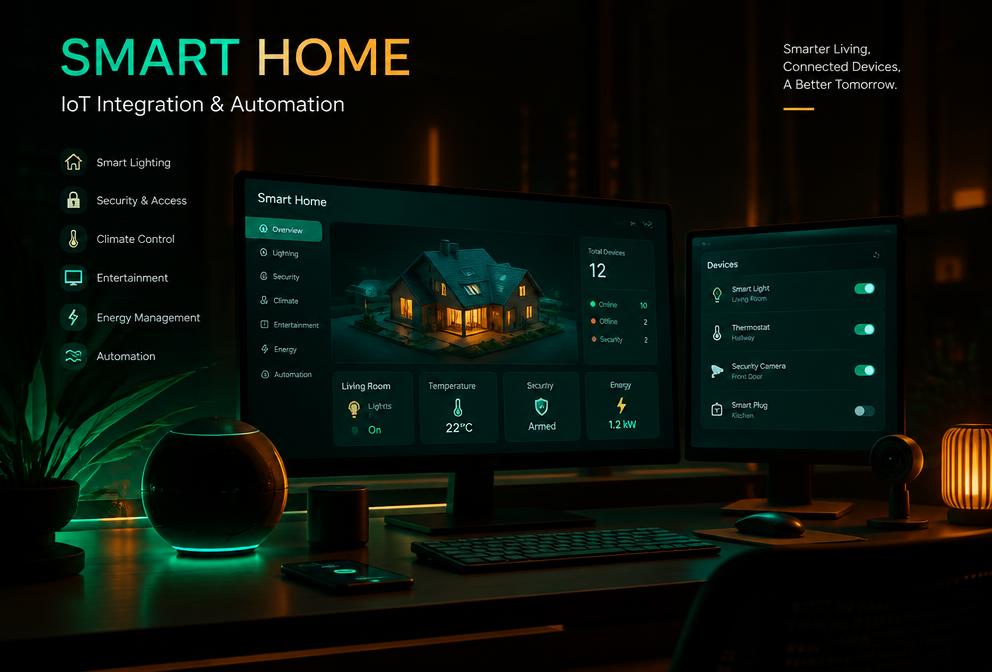 SMART HOME
IoT Integration & Automation
Smarter Living,
Connected Devices,
A Better Tomorrow.
Smart Lighting
Security & Access
Climate Control
Entertainment
Energy Management
Automation
Smart Home
Overview
Lighting
Security
Climate
Entertainment
Energy
Automation
Total Devices
12
Online 10
Offline 2
Security 2
Living Room
Lights
On
Temperature
22°C
Security
Armed
Energy
1.2 kW
Devices
Smart Light
Living Room
Thermostat
Hallway
Security Camera
Front Door
Smart Plug
Kitchen